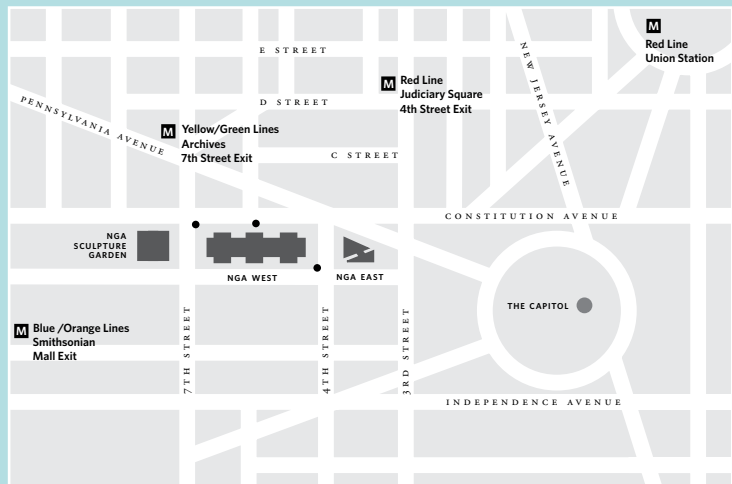 M
Red Line
Union Station
E STREET
NEW JERSEY AVENUE
M
Red Line
Judiciary Square
4th Street Exit
D STREET
PENNSYLVANIA AVENUE
M
Yellow/Green Lines
Archives
7th Street Exit
C STREET
CONSTITUTION AVENUE
NGA
SCULPTURE
GARDEN
NGA WEST
NGA EAST
THE CAPITOL
M
Blue /Orange Lines
Smithsonian
Mall Exit
7TH STREET
4TH STREET
3RD STREET
INDEPENDENCE AVENUE